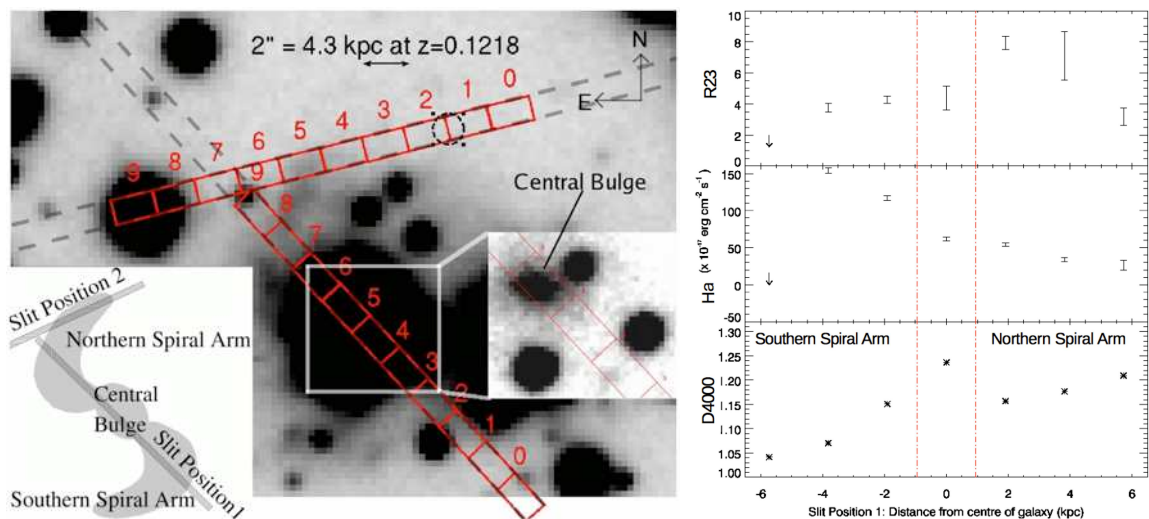 2" = 4.3 kpc at z=0.1218
N
E
0
1
2
3
4
5
6
7
8
9
9
8
7
6
5
4
3
2
1
0
Central Bulge
Slit Position 2
Northern Spiral Arm
Central
Bulge
Slit Position1
Southern Spiral Arm
R23
10
8
6
4
2
0
Ha (x 10⁻¹⁷ erg cm⁻² s⁻¹)
150
100
50
0
-50
D4000
1.30
1.25
1.20
1.15
1.10
1.05
1.00
Southern Spiral Arm
Northern Spiral Arm
-6 -4 -2 0 2 4 6
Slit Position 1: Distance from centre of galaxy (kpc)